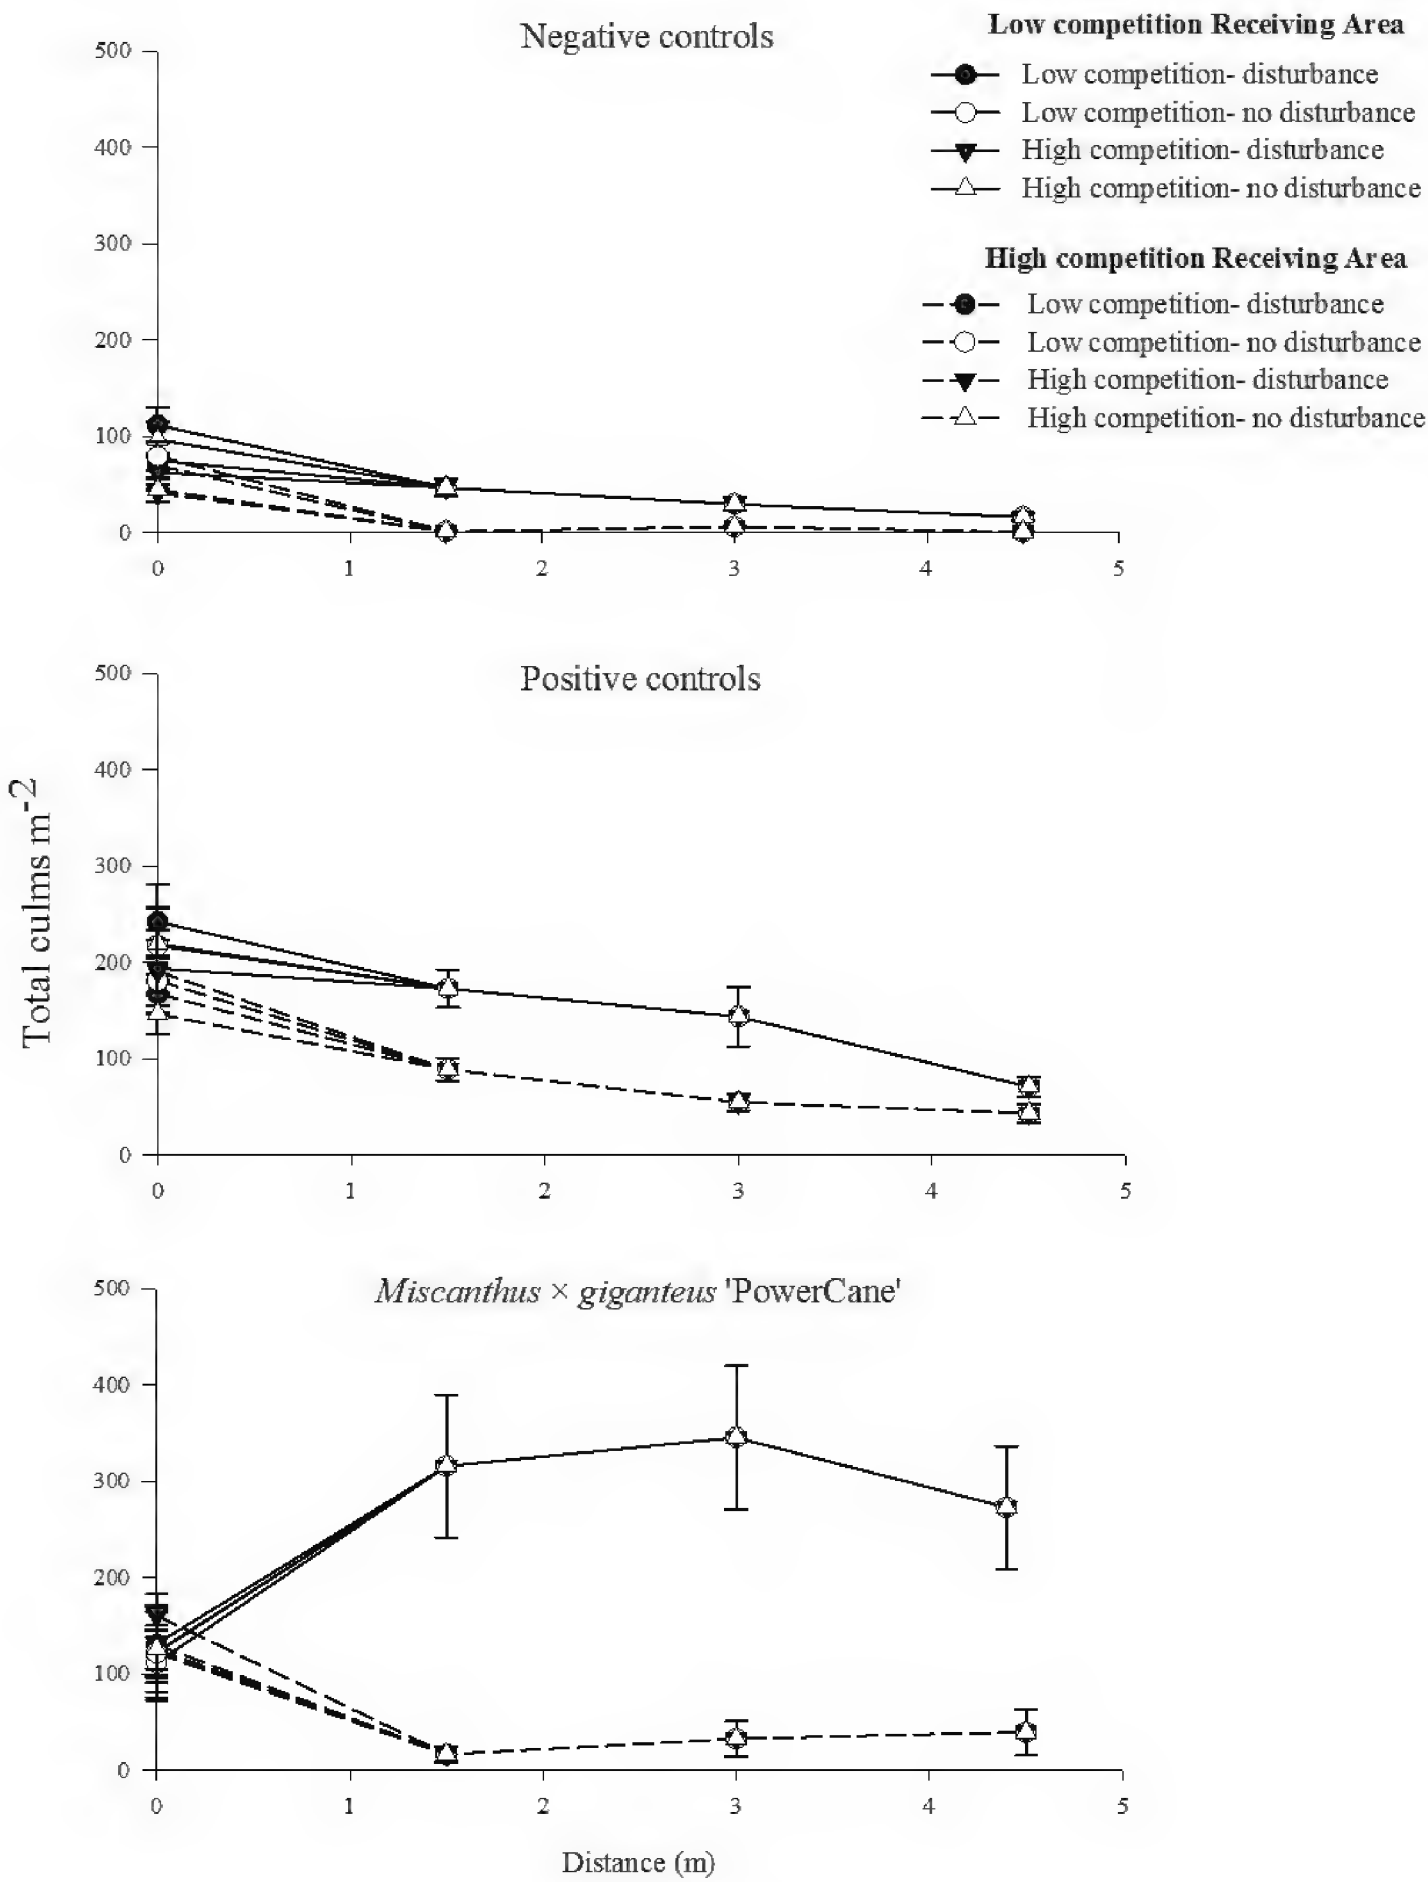 Negative controls
Low competition Receiving Area
Low competition- disturbance
Low competition- no disturbance
High competition- disturbance
High competition- no disturbance
High competition Receiving Area
Low competition- disturbance
Low competition- no disturbance
High competition- disturbance
High competition- no disturbance
500
400
300
200
100
0
0 1 2 3 4 5
Positive controls
500
400
300
200
100
0
0 1 2 3 4 5
Total culms m-2
Miscanthus × giganteus 'PowerCane'
500
400
300
200
100
0
0 1 2 3 4 5
Distance (m)